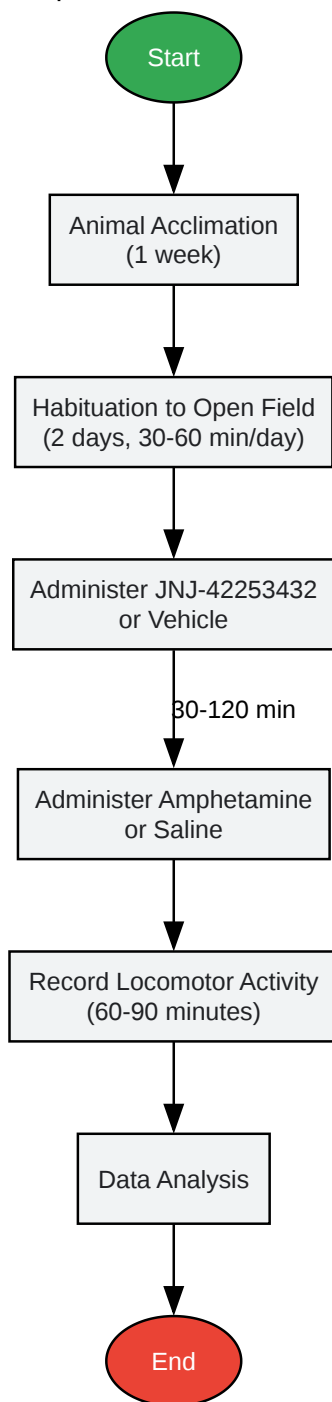 Start
Animal Acclimation
(1 week)
Habituation to Open Field
(2 days, 30-60 min/day)
Administer JNJ-42253432
or Vehicle
30-120 min
Administer Amphetamine
or Saline
Record Locomotor Activity
(60-90 minutes)
Data Analysis
End